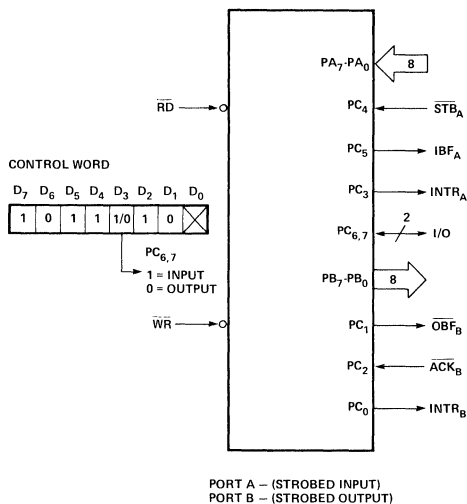 PA7-PA0 8
RD
PC4 STBA
CONTROL WORD
PC5 IBFA
D7 D6 D5 D4 D3 D2 D1 D0
PC3 INTRA
1 0 1 1 1/0 1 0
2
PC6,7 I/O
PC6,7
1 = INPUT
0 = OUTPUT
PB7-PB0 8
WR
PC1 OBFB
PC2 ACKB
PC0 INTRB
PORT A — (STROBED INPUT)
PORT B — (STROBED OUTPUT)